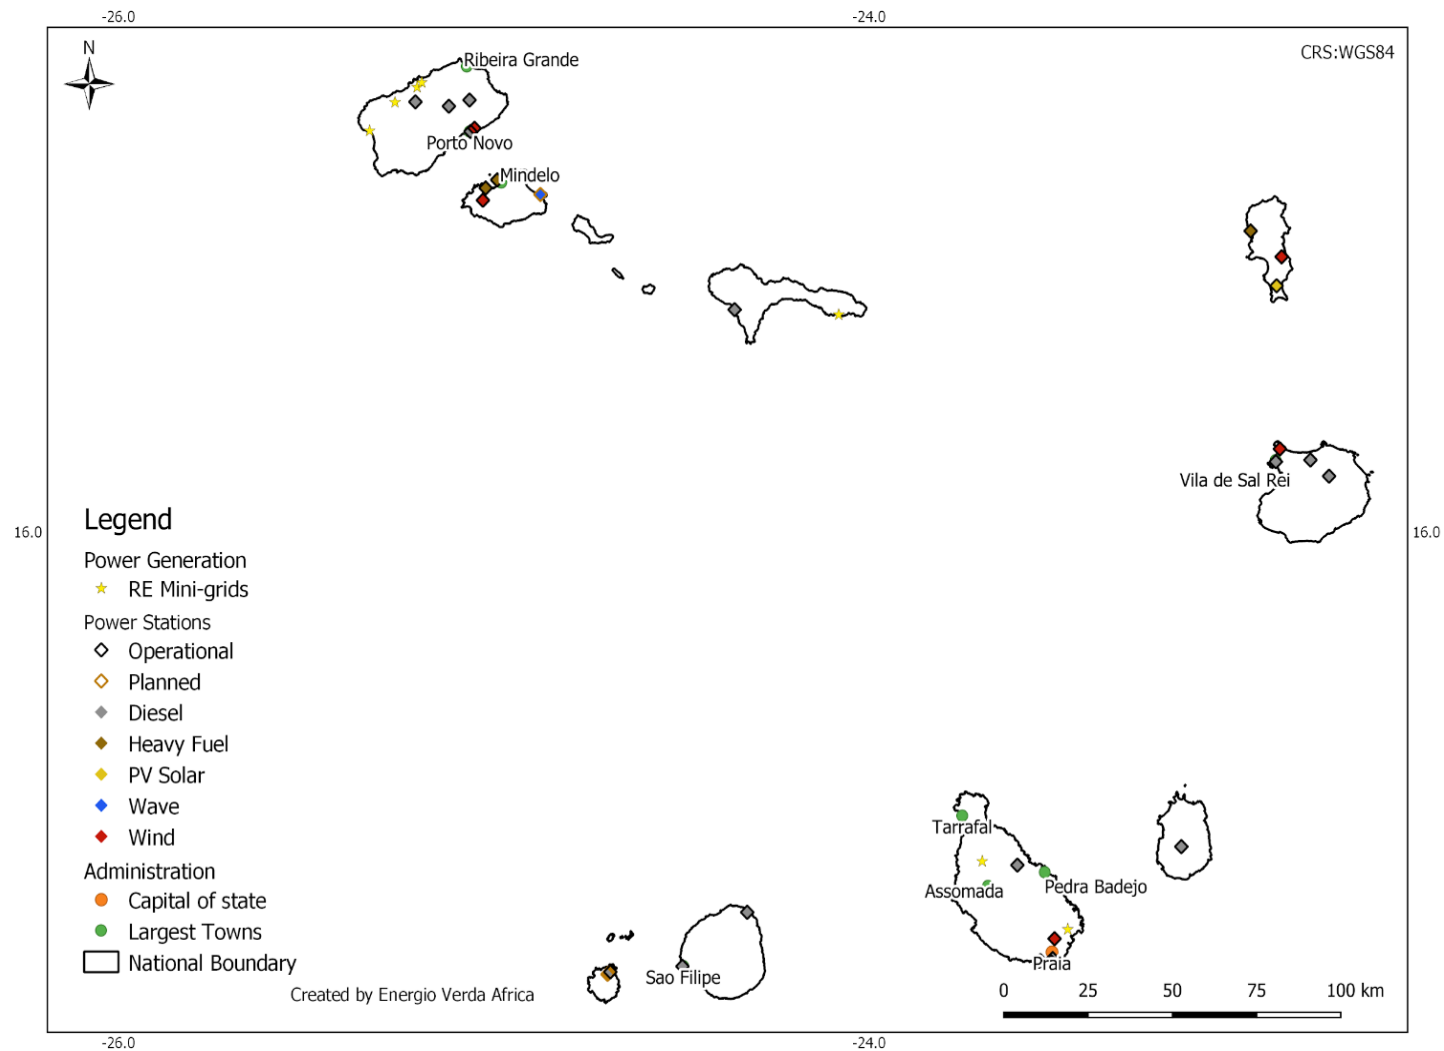 -26.0
-24.0
N
CRS:WGS84
Ribeira Grande
Porto Novo
Mindelo
Vila de Sal Rei
16.0
16.0
Legend
Power Generation
RE Mini-grids
Power Stations
Operational
Planned
Diesel
Heavy Fuel
PV Solar
Wave
Wind
Administration
Capital of state
Largest Towns
National Boundary
Tarrafal
Assomada
Pedra Badejo
Praia
Sao Filipe
Created by Energio Verda Africa
0 25 50 75 100 km
-26.0
-24.0